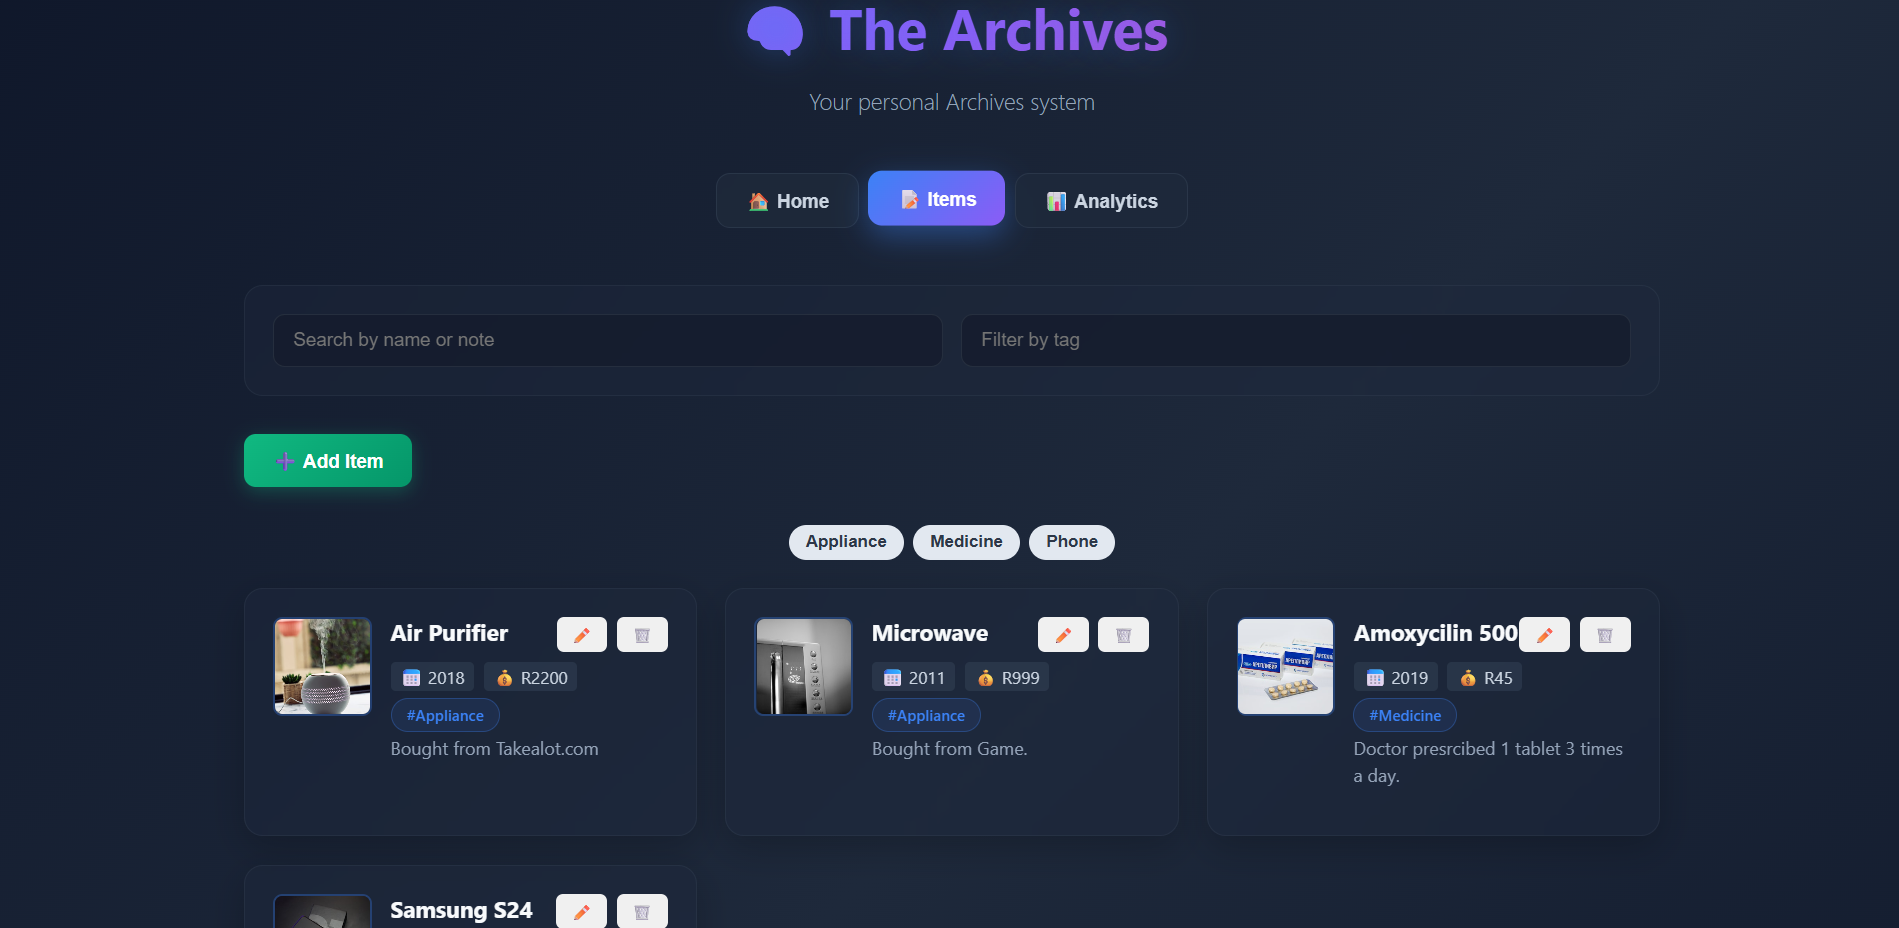 The Archives
Your personal Archives system
Home
Items
Analytics
Search by name or note
Filter by tag
Add Item
Appliance
Medicine
Phone
Air Purifier
2018
R2200
#Appliance
Bought from Takealot.com
Microwave
2011
R999
#Appliance
Bought from Game.
Amoxycilin 500
2019
R45
#Medicine
Doctor presrcibed 1 tablet 3 times
a day.
Samsung S24